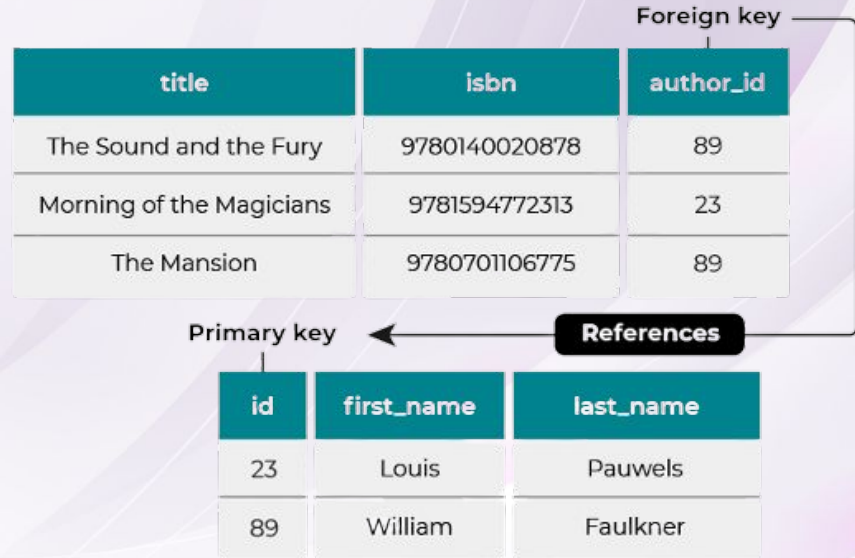 Foreign key
title isbn author_id
The Sound and the Fury 9780140020878 89
Morning of the Magicians 9781594772313 23
The Mansion 9780701106775 89
Primary key References
id first_name last_name
23 Louis Pauwels
89 William Faulkner